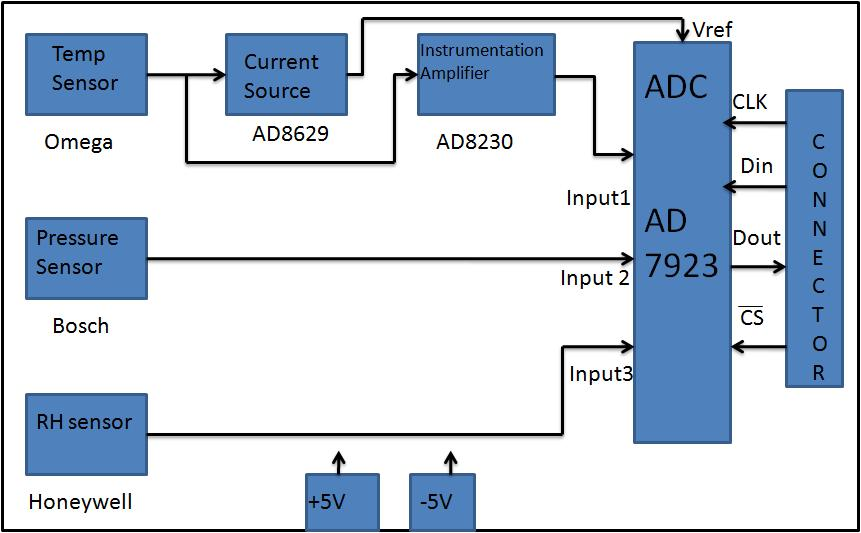 Temp
Sensor
Omega
Current
Source
AD8629
Instrumentation
Amplifier
AD8230
Vref
ADC
AD
7923
Input1
Pressure
Sensor
Bosch
Input 2
RH sensor
Honeywell
Input3
+5V
-5V
CLK
Din
Dout
CS
C
O
N
N
E
C
T
O
R